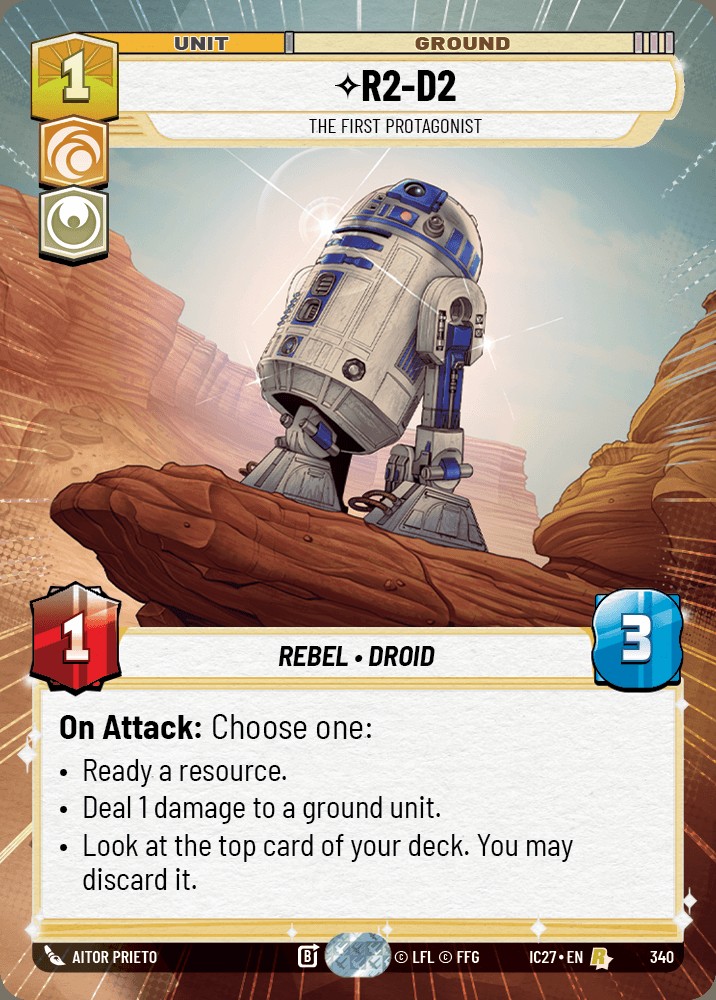 UNIT GROUND
1
✧R2-D2
THE FIRST PROTAGONIST
1
REBEL • DROID
3
On Attack: Choose one:
• Ready a resource.
• Deal 1 damage to a ground unit.
• Look at the top card of your deck. You may
discard it.
AITOR PRIETO B © LFL © FFG IC27 • EN R 340